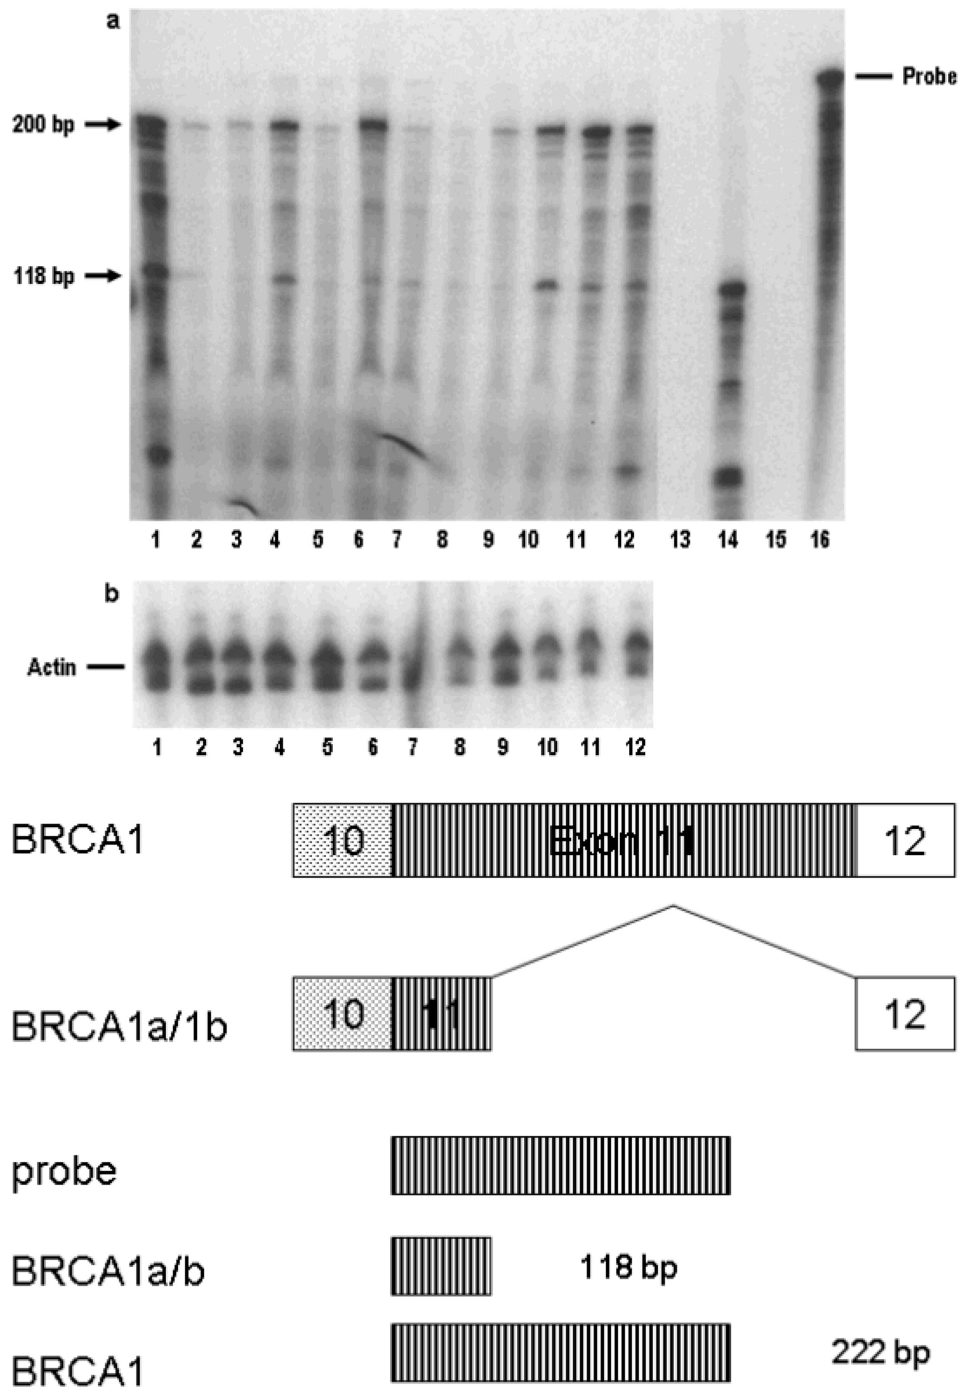 a
Probe
200 bp
118 bp
1 2 3 4 5 6 7 8 9 10 11 12 13 14 15 16
b
Actin
1 2 3 4 5 6 7 8 9 10 11 12
BRCA1
10 Exon 11 12
BRCA1a/1b
10 11 12
probe
BRCA1a/b
118 bp
BRCA1
222 bp